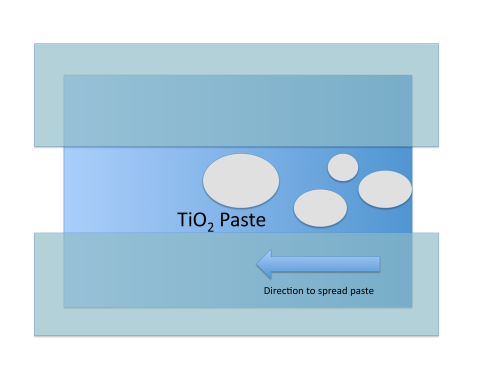 TiO₂ Paste
Direction to spread paste